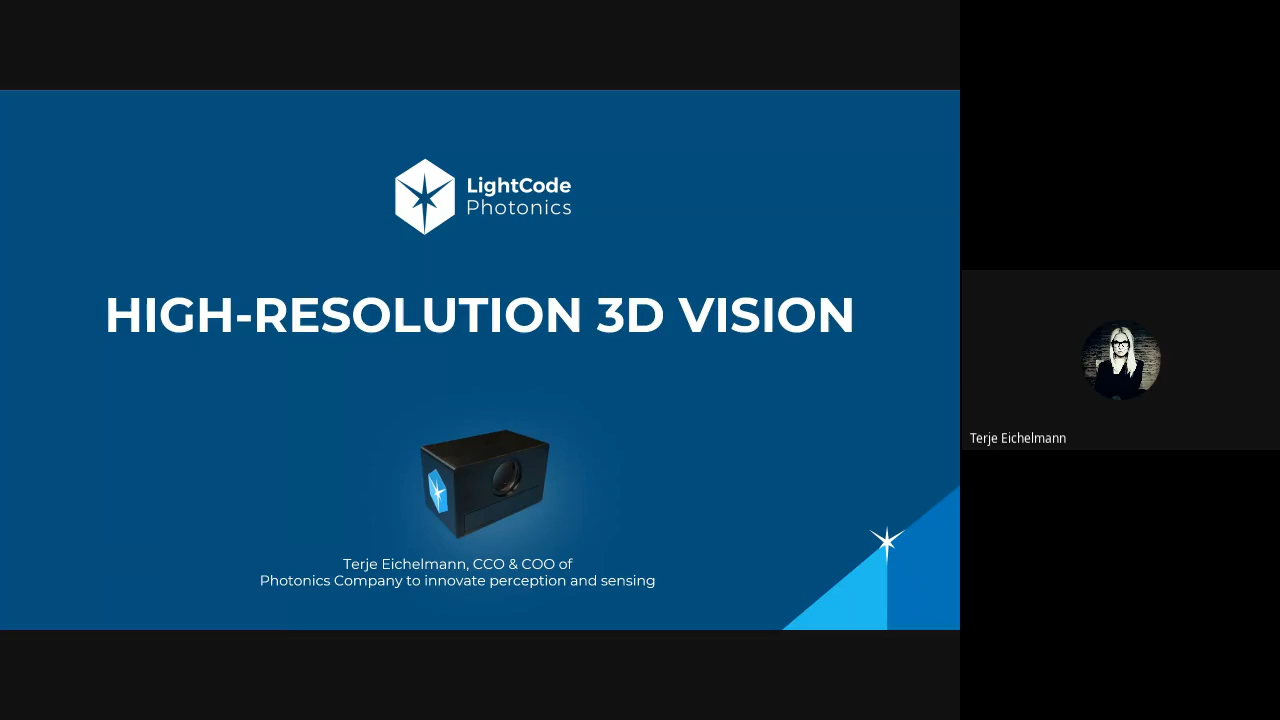 LightCode
Photonics
HIGH-RESOLUTION 3D VISION
Terje Eichelmann, CCO & COO of
Photonics Company to innovate perception and sensing
Terje Eichelmann